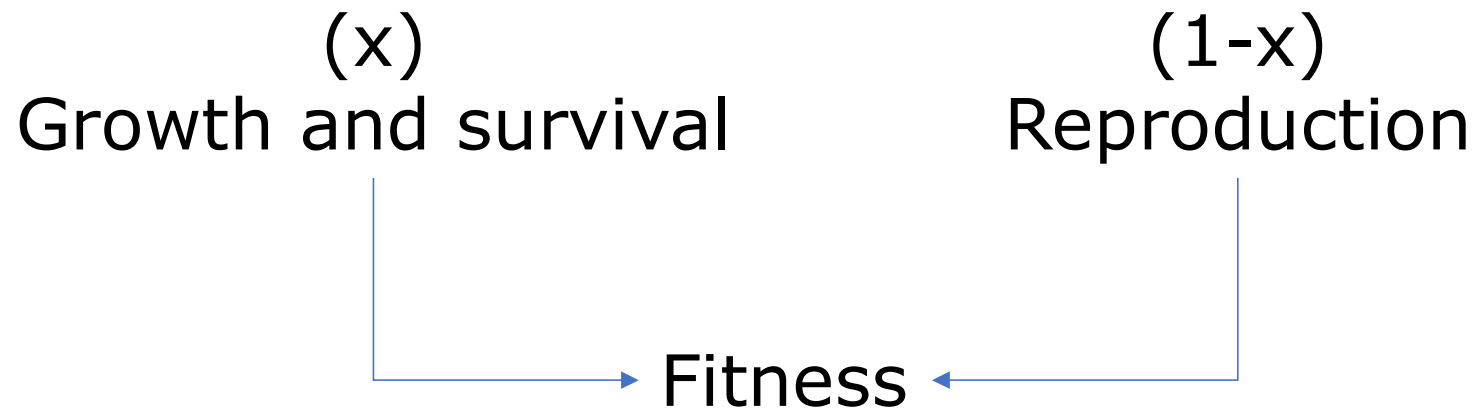 (x)
Growth and survival
(1-x)
Reproduction
Fitness